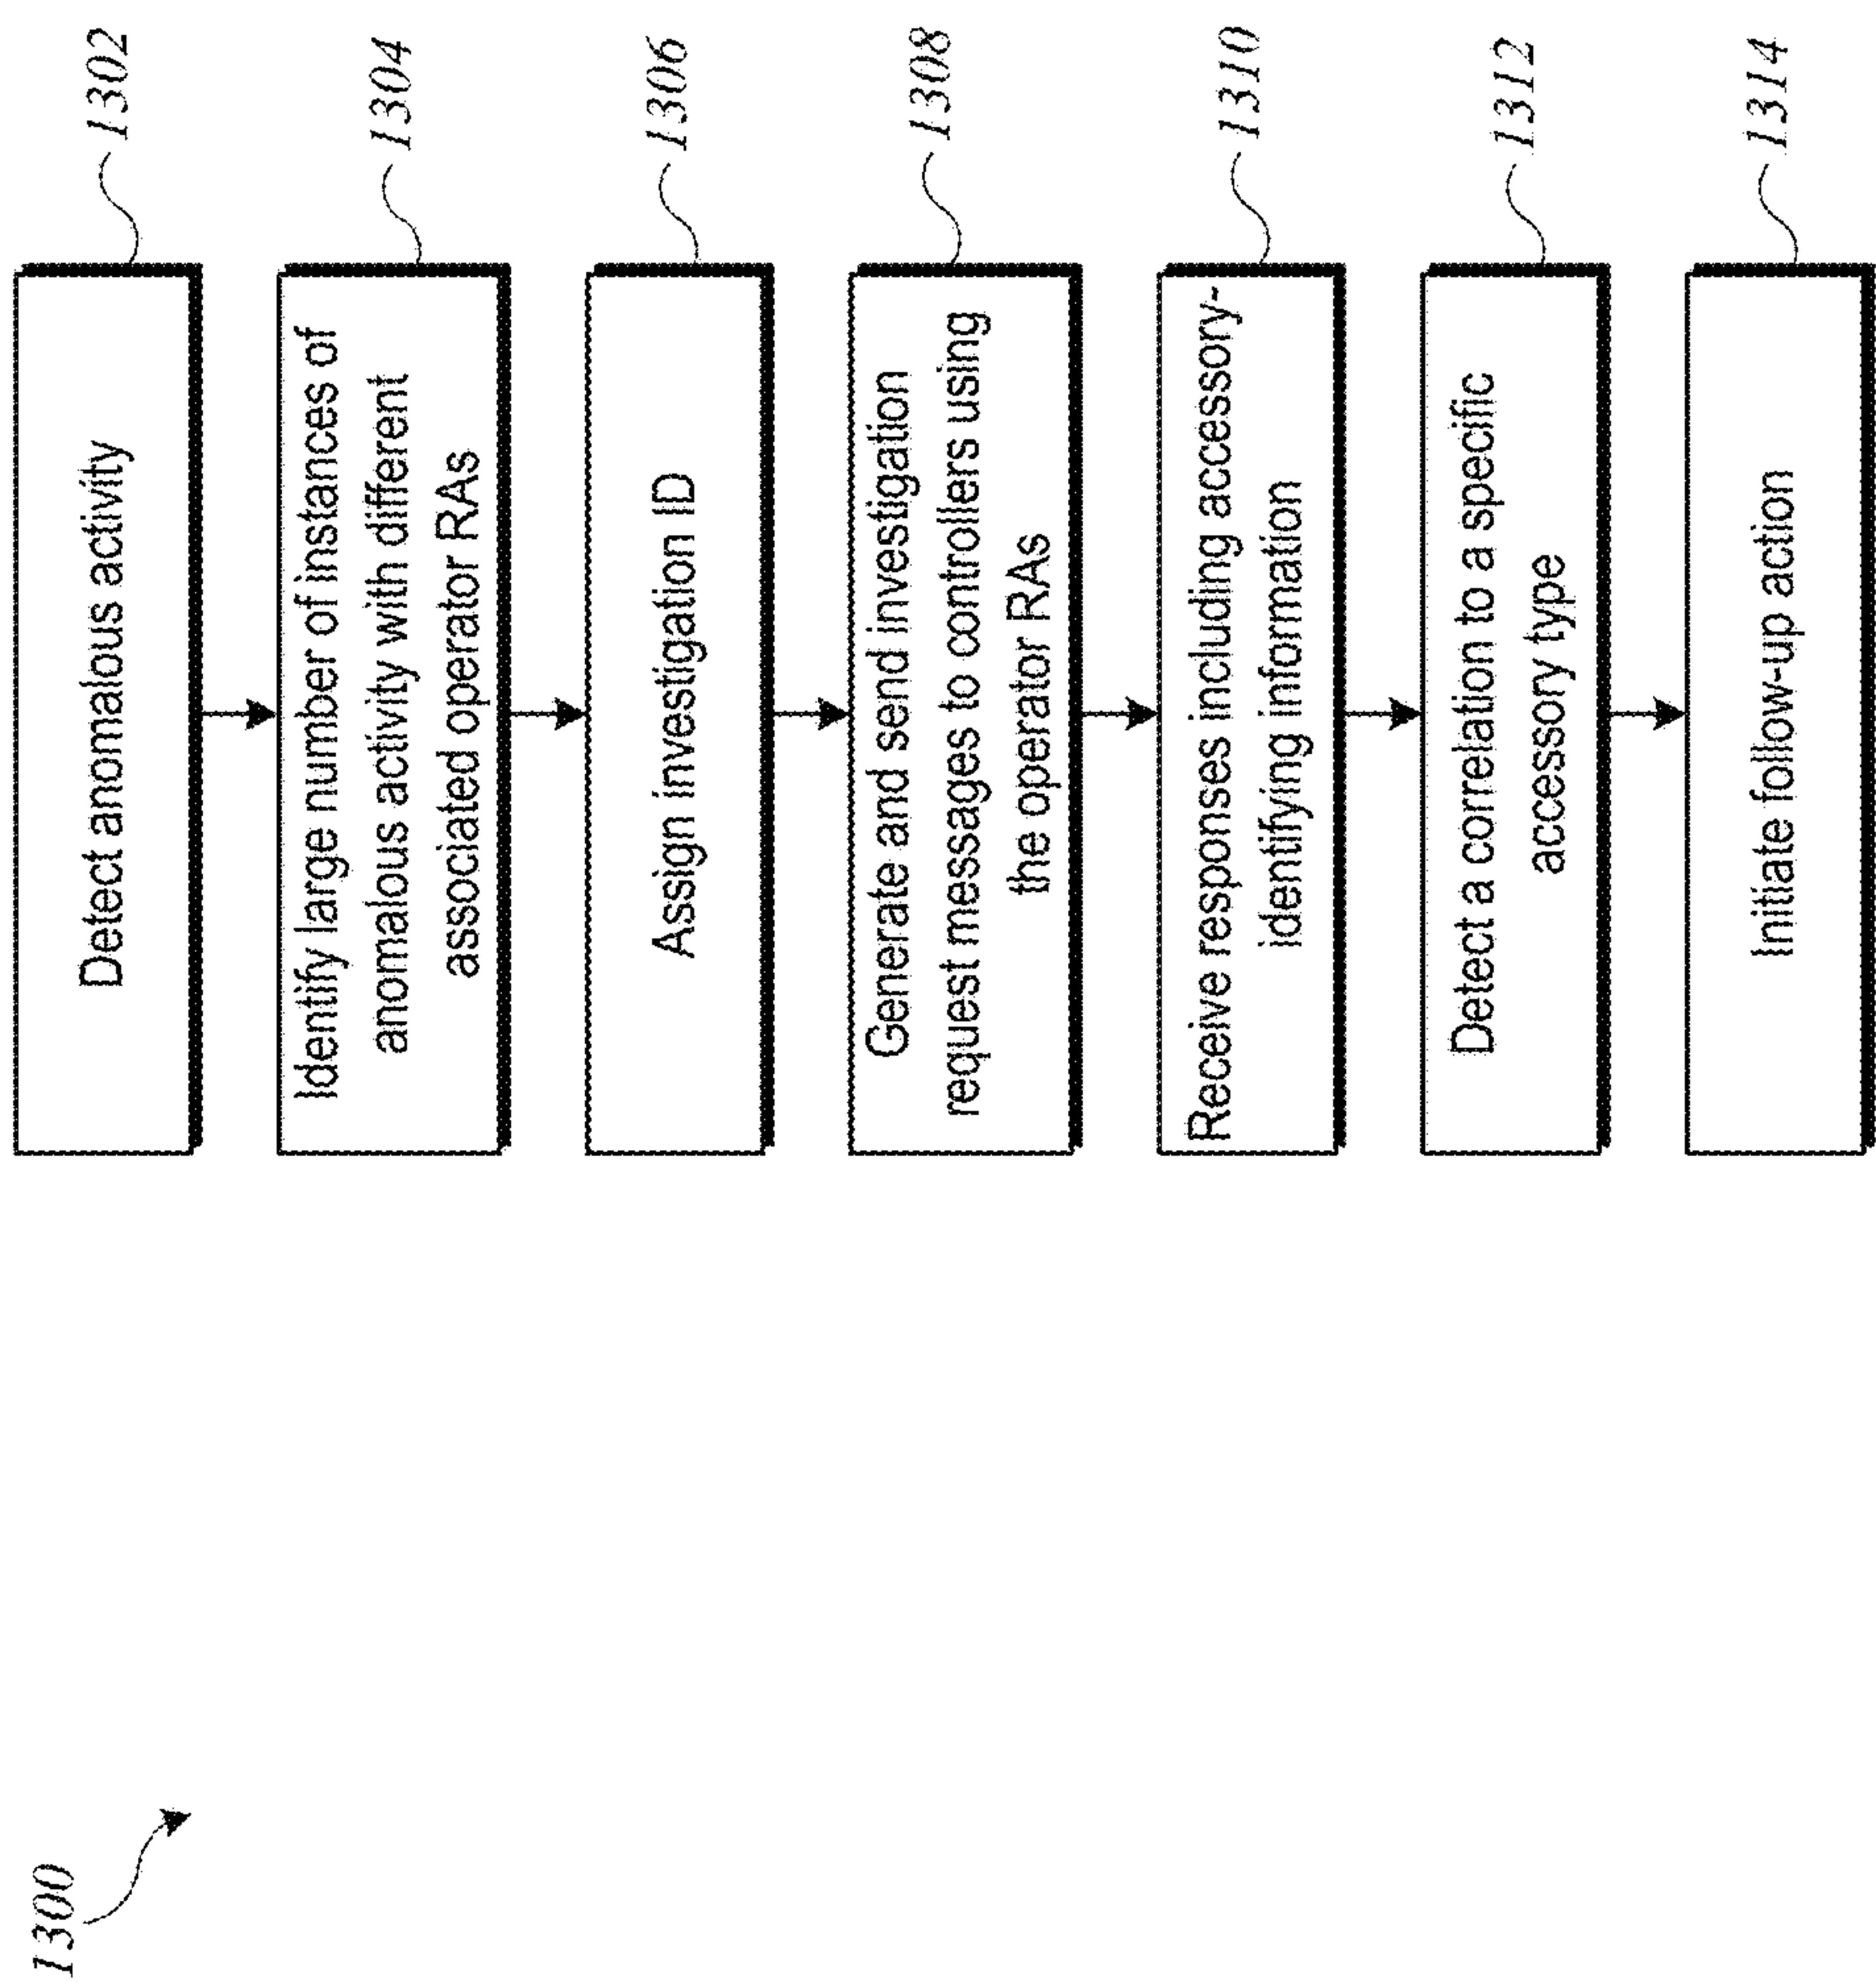 1300
Detect anomalous activity
1302
Identify large number of instances of
anomalous activity with different
associated operator RAs
1304
Assign investigation ID
1306
Generate and send investigation
request messages to controllers using
the operator RAs
1308
Receive responses including accessory-
identifying information
1310
Detect a correlation to a specific
accessory type
1312
Initiate follow-up action
1314